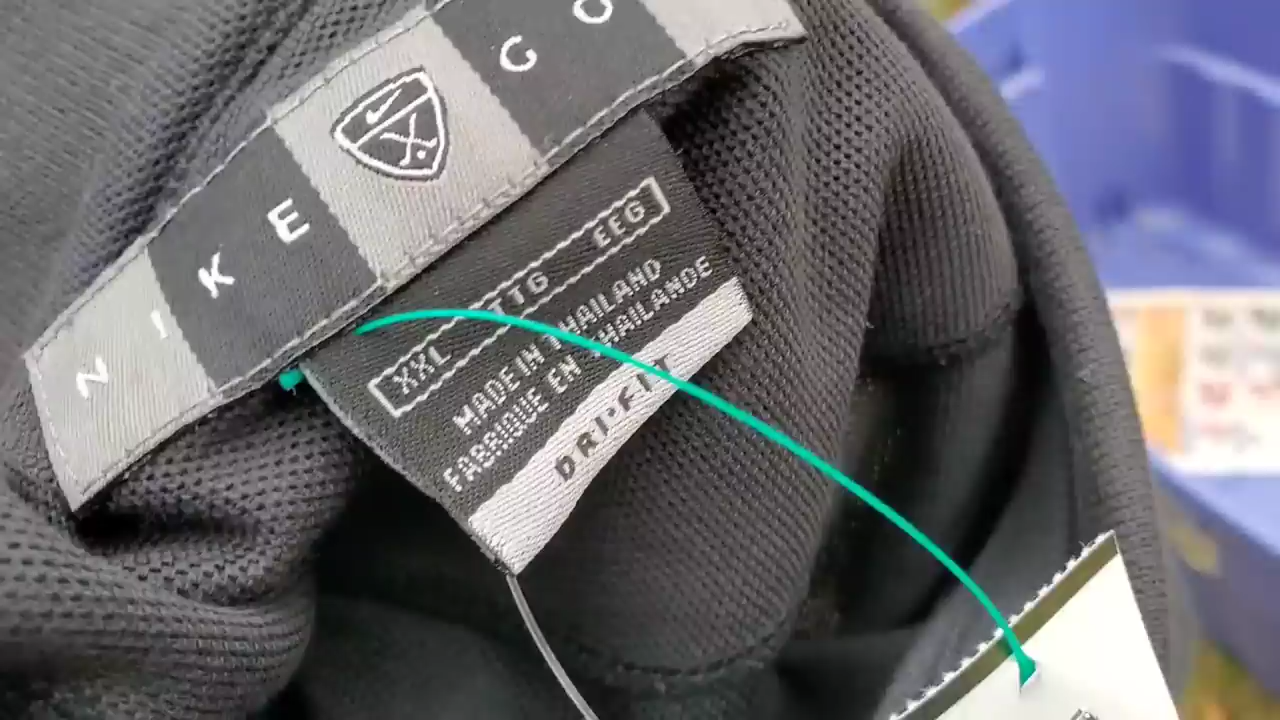 NIKE GO
XXL TTG EEG
MADE IN THAILAND
FABRIQUE EN THAILANDE
DRI•FIT